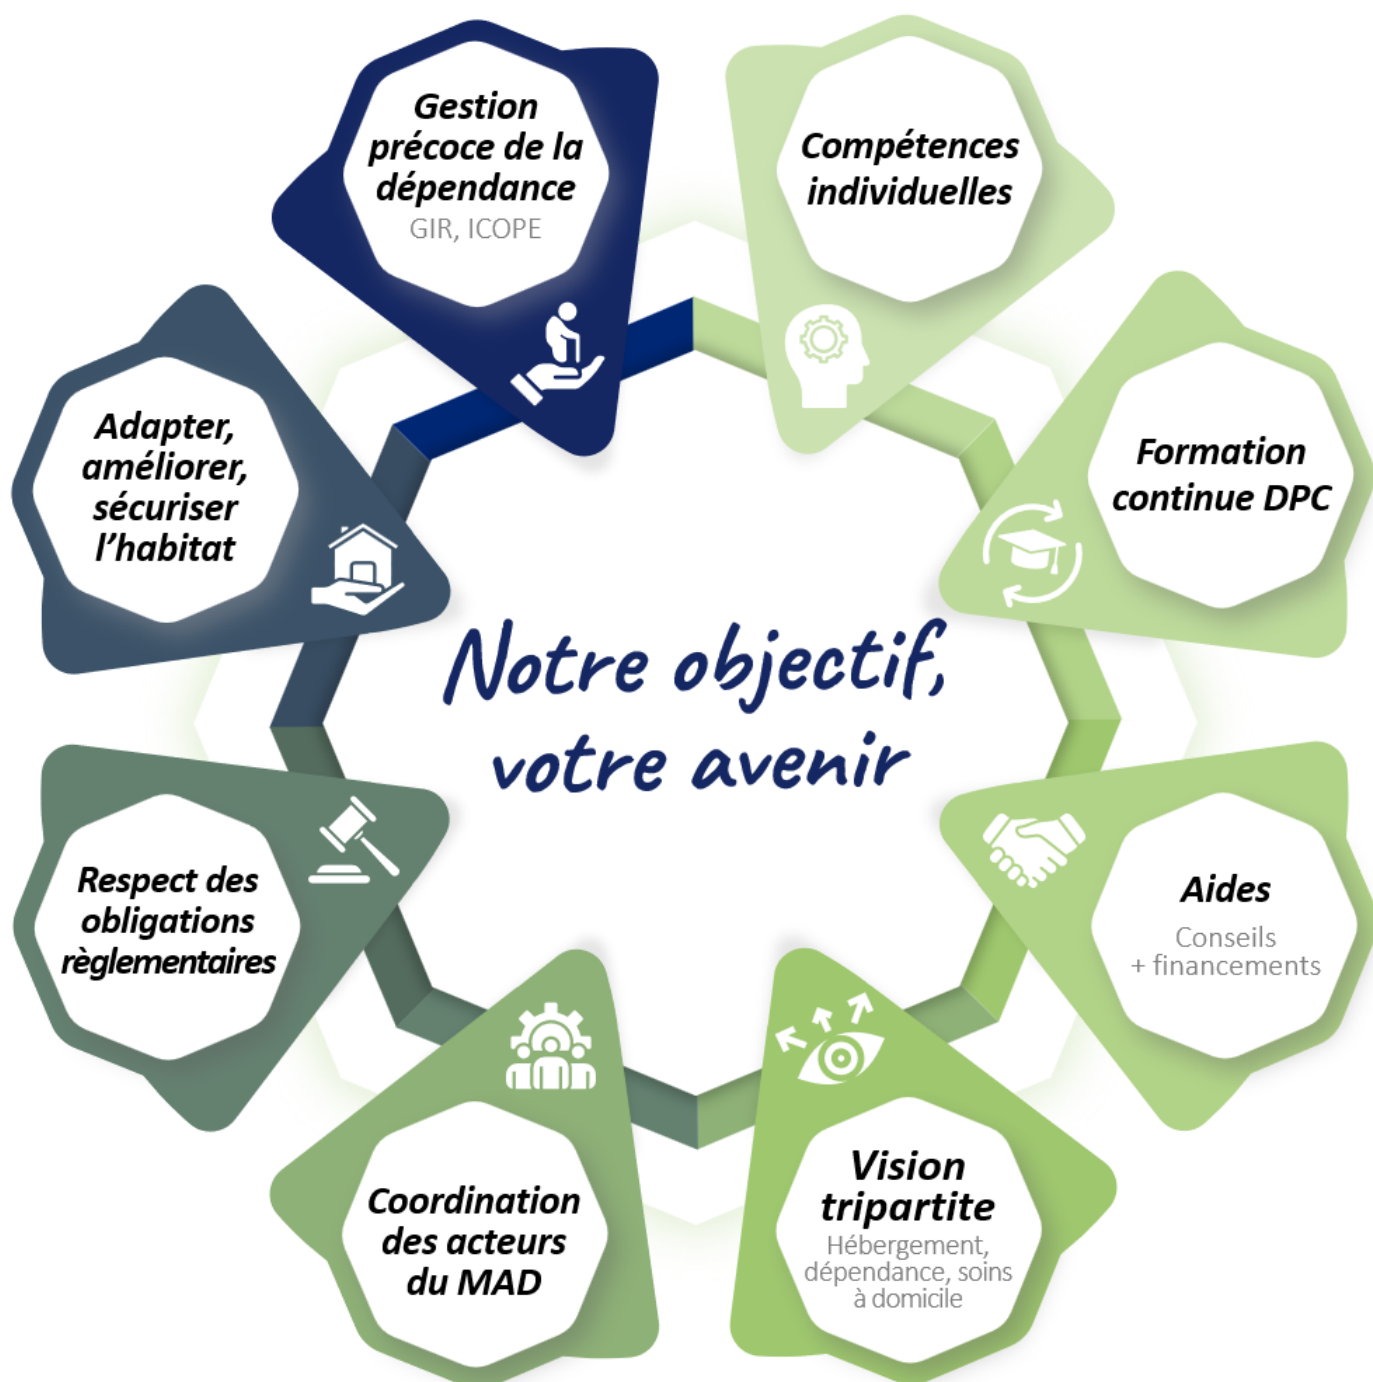 Gestion
précoce de la
dépendance
GIR, ICOPE
Compétences
individuelles
Formation
continue DPC
Aides
Conseils
+ financements
Vision
tripartite
Hébergement,
dépendance, soins
à domicile
Coordination
des acteurs
du MAD
Respect des
obligations
règlementaires
Adapter,
améliorer,
sécuriser
l’habitat
Notre objectif,
votre avenir